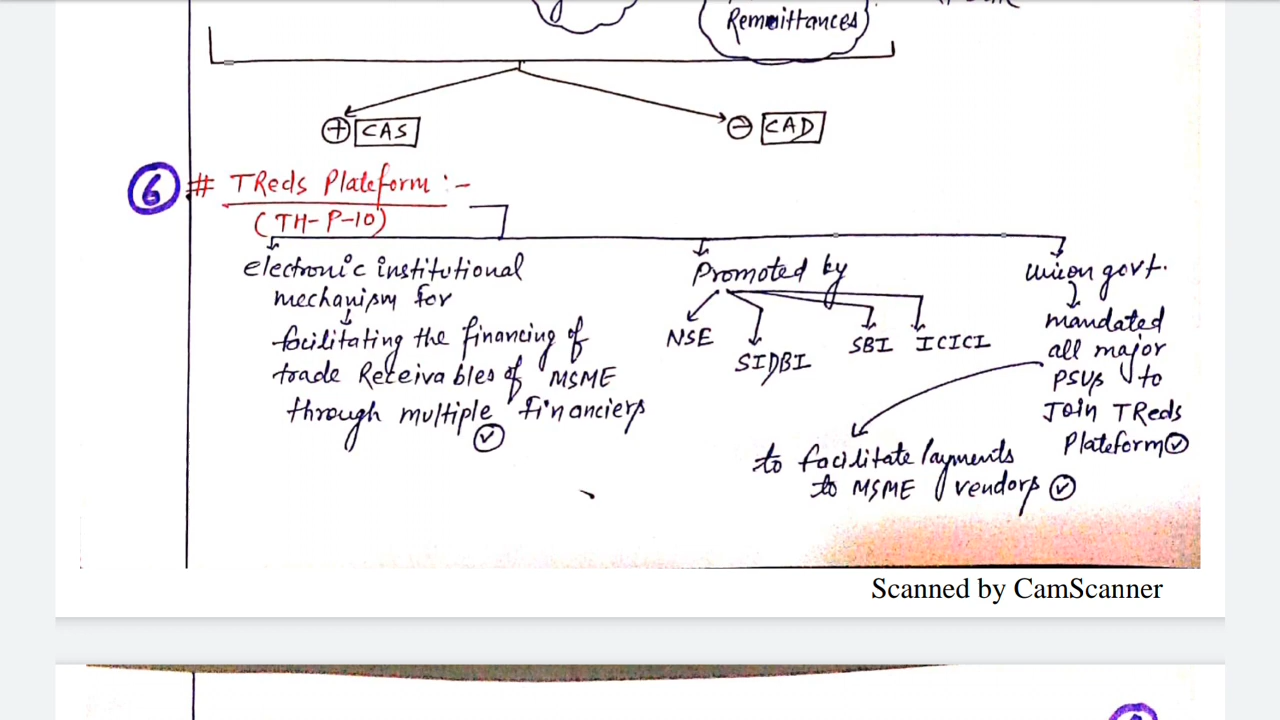 Remmittances
⊕ CAS
⊖ CAD
6 # TReds Plateform :-
(TH-P-10)
electronic institutional
mechanism for
facilitating the financing of
trade Receivables of MSME
through multiple financiers
Promoted by
NSE
SIDBI
SBI
ICICI
union govt.
mandated
all major
PSUs to
Join TReds
Plateform
to facilitate Payments
to MSME vendors
Scanned by CamScanner